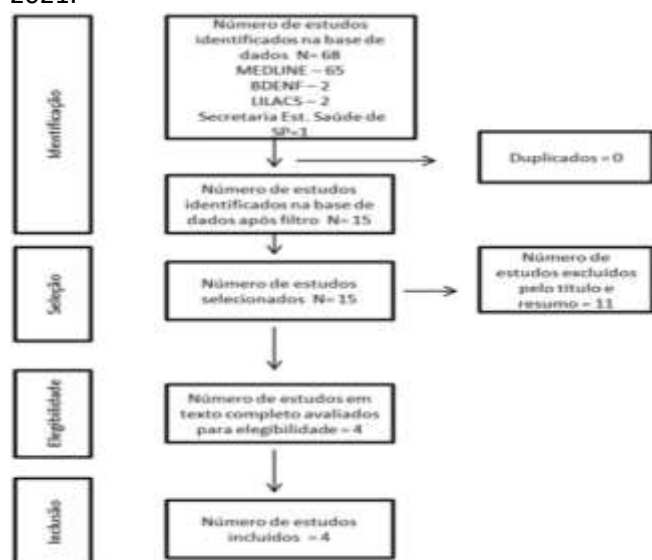 2021.
Identificação
Número de estudos
identificados na base de
dados N= 68
MEDLINE – 65
BDENF – 2
LILACS – 2
Secretaria Est. Saúde de
SP=1
Duplicados = 0
Número de estudos
identificados na base de
dados após filtro N= 15
Seleção
Número de estudos
selecionados N= 15
Número de
estudos excluídos
pelo título e
resumo = 11
Elegibilidade
Número de estudos em
texto completo avaliados
para elegibilidade = 4
Inclusão
Número de estudos
incluídos = 4